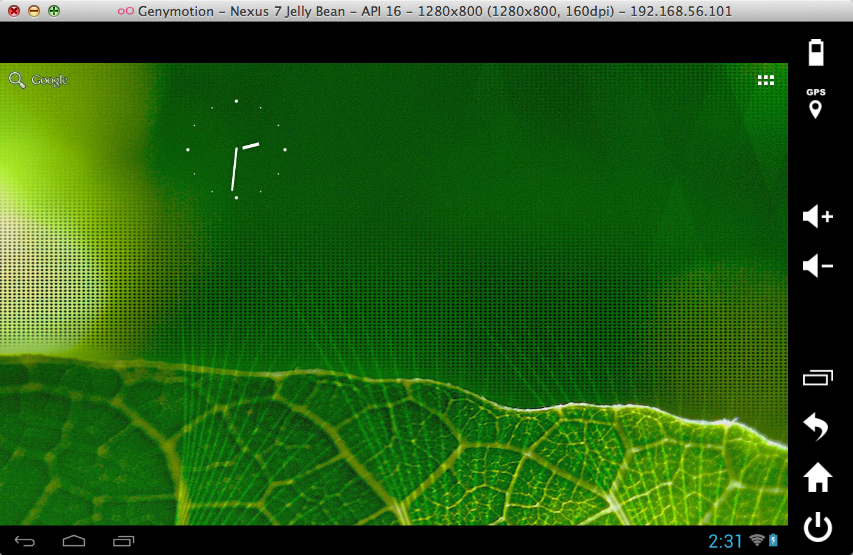 Genymotion – Nexus 7 Jelly Bean – API 16 – 1280x800 (1280x800, 160dpi) – 192.168.56.101
Google
GPS
2:31